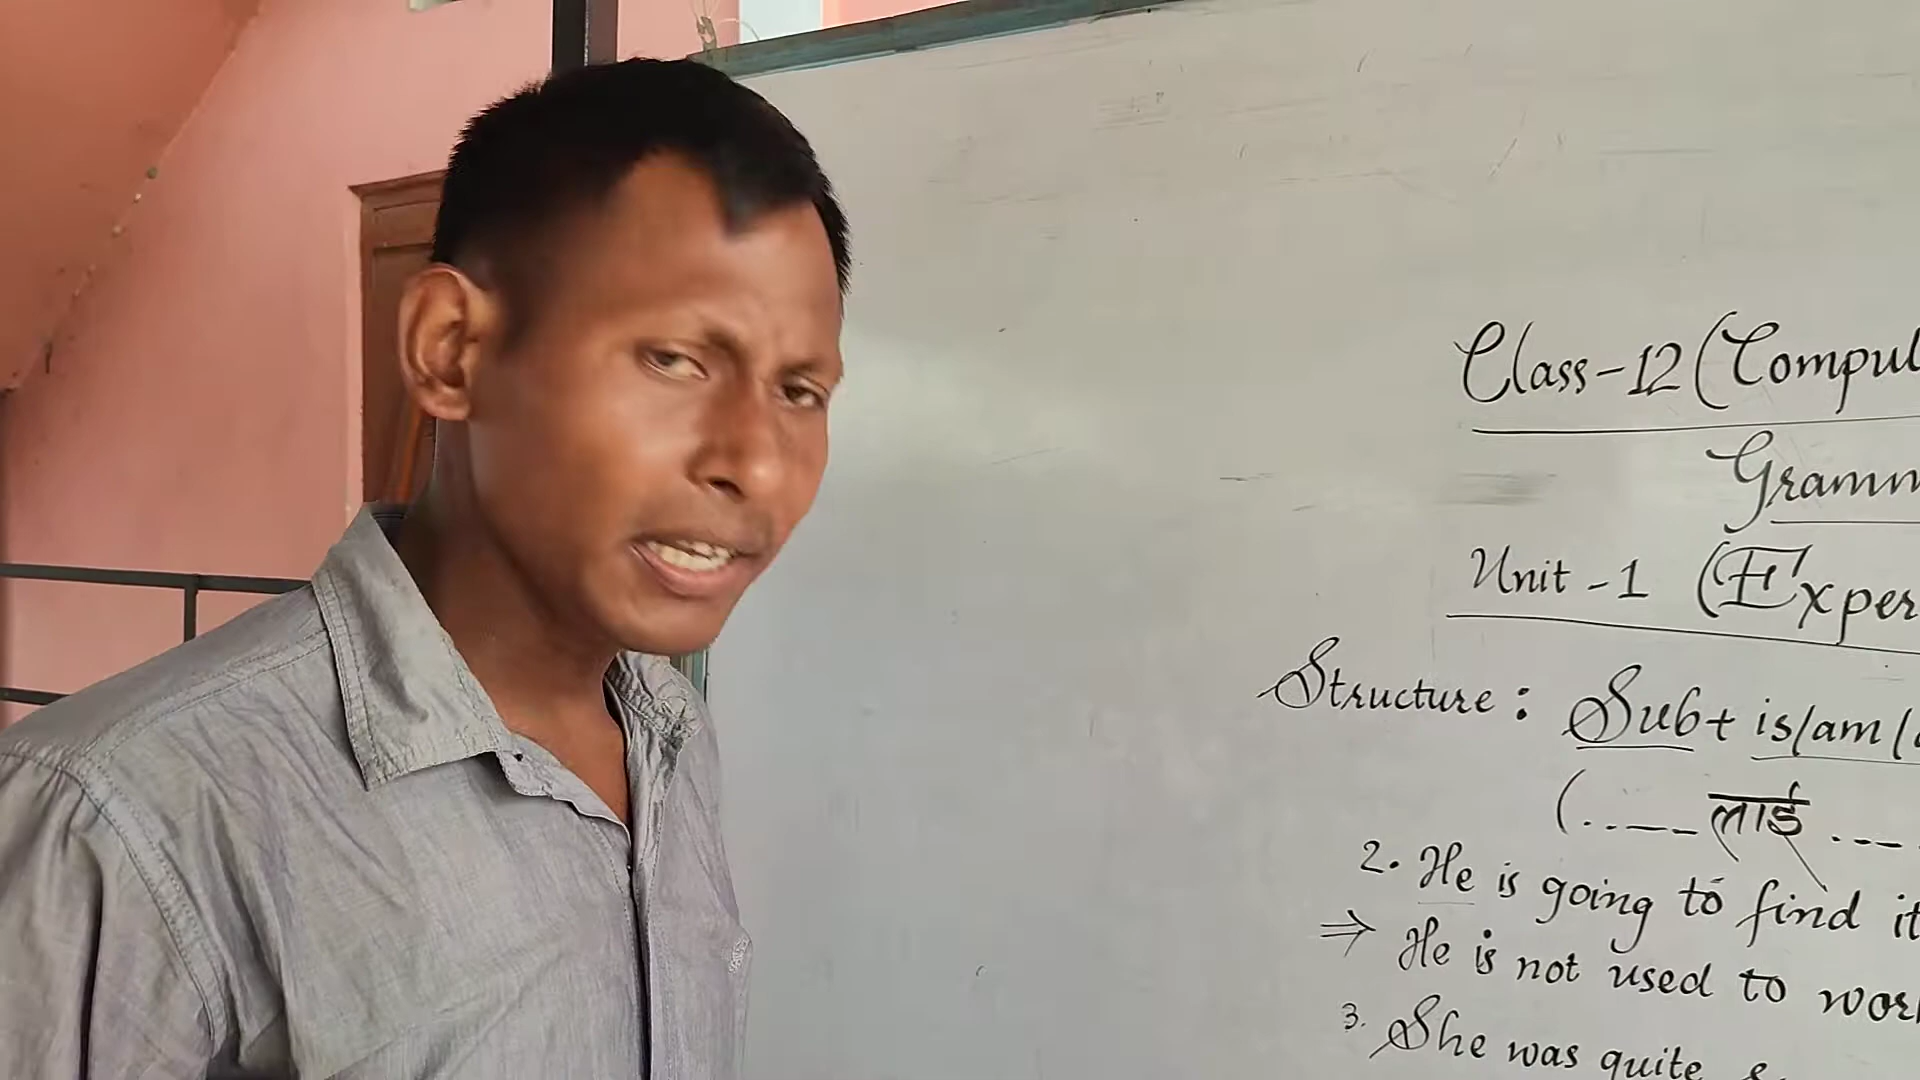 Class-12 (Compul
Gramm
Unit-1 (Exper
Structure : Sub+ is/am/a
(..---- लाई ...---
2. He is going to find it
⇒ He is not used to wor
3. She was quite